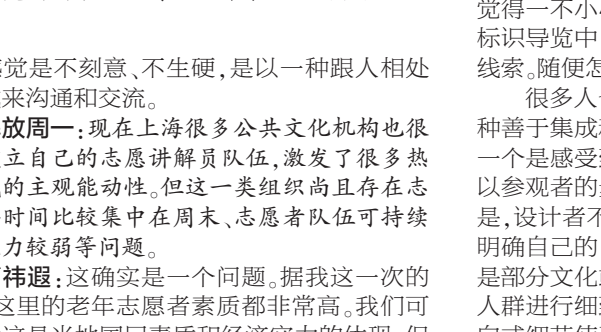 觉是不刻意、不生硬，是以一种跟人相处
来沟通和交流。
放周一：现在上海很多公共文化机构也很
立自己的志愿讲解员队伍，激发了很多热
的主观能动性。但这一类组织尚且存在志
时间比较集中在周末、志愿者队伍可持续
力较弱等问题。
祎遐：这确实是一个问题。据我这一次的
这里的老年志愿者素质都非常高。我们可
觉得一不小
标识导览中
线索。随便怎
很多人
种善于集成
一个是感受
以参观者的
是，设计者不
明确自己的
是部分文化
人群进行细